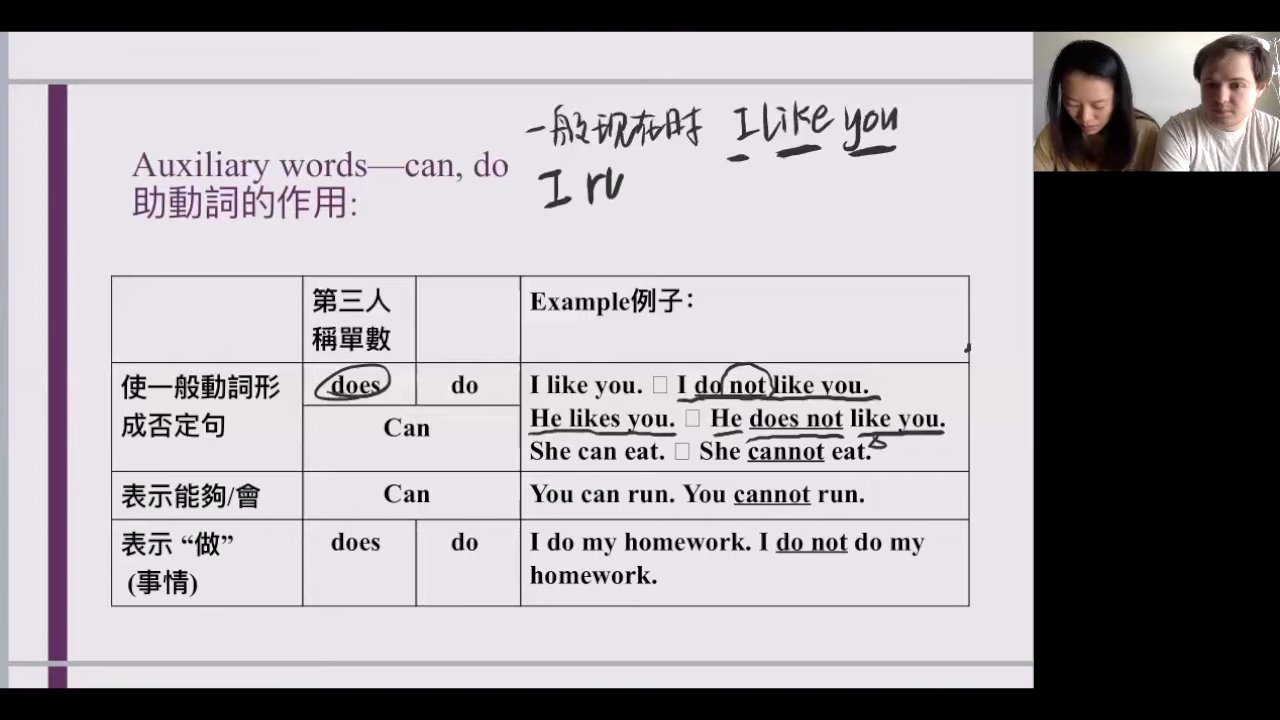 一般现在时 I like you
Auxiliary words—can, do
I ru
助動詞的作用:
第三人
稱單數
Example例子:
使一般動詞形
成否定句
does
do
Can
I like you. □ I do not like you.
He likes you. □ He does not like you.
She can eat. □ She cannot eat.
表示能夠/會
Can
You can run. You cannot run.
表示 “做”
(事情)
does
do
I do my homework. I do not do my
homework.